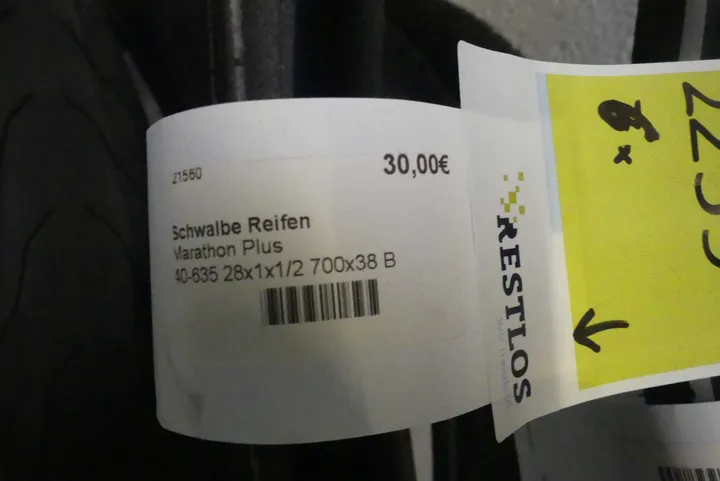 21560
30,00€
Schwalbe Reifen
Marathon Plus
40-635 28x1x1/2 700x38 B
RESTLOS